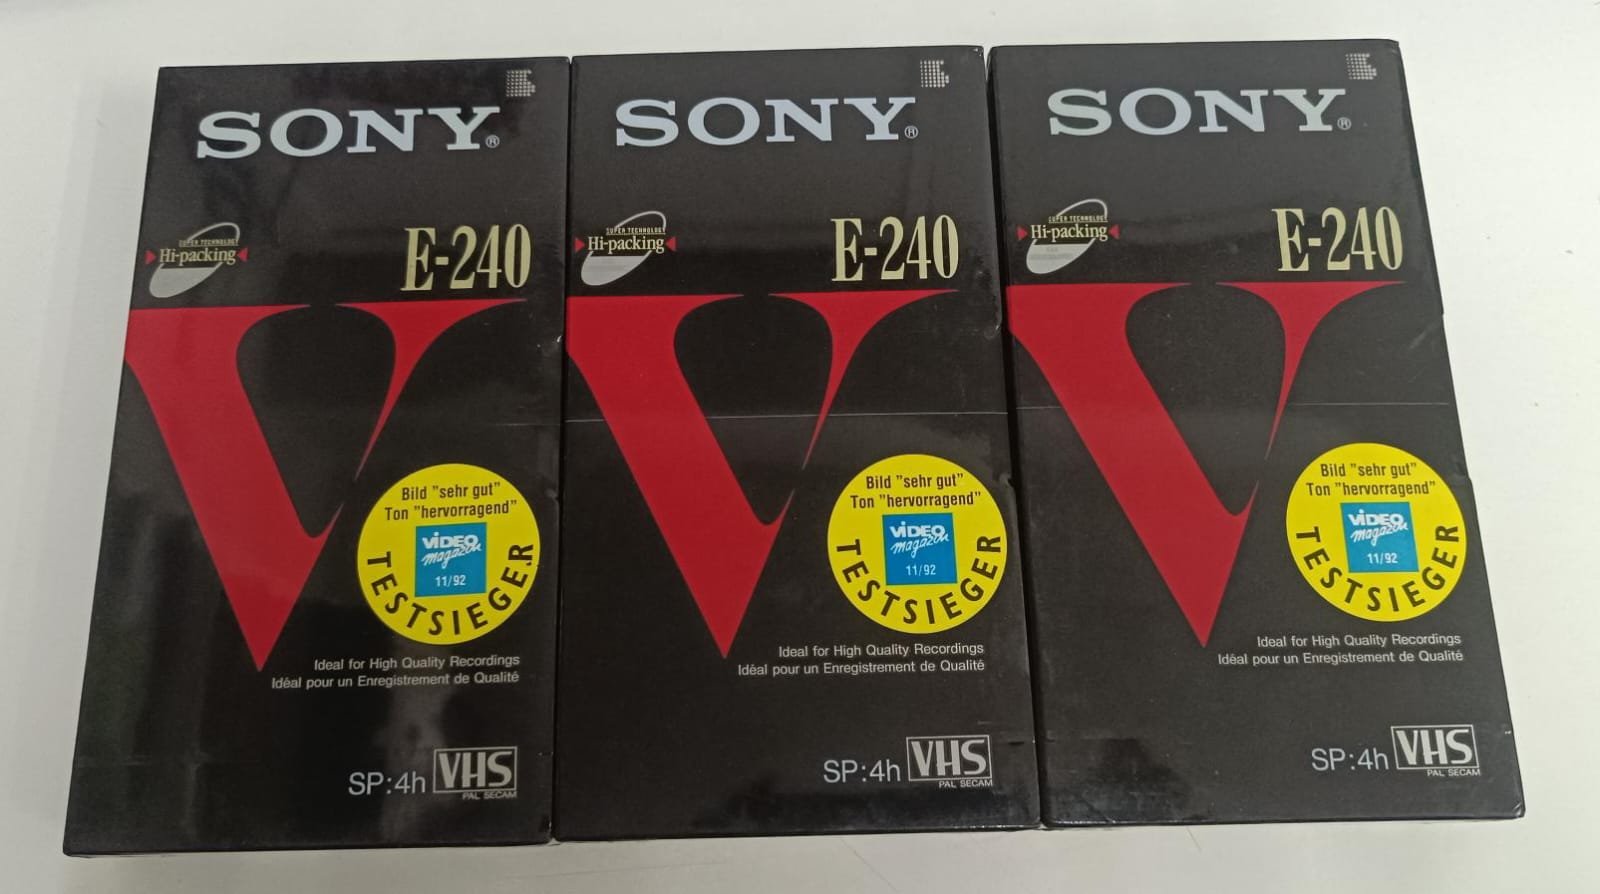 SONY®
SUPER TECHNOLOGY
Hi-packing
E-240
V
Bild "sehr gut"
Ton "hervorragend"
VIDEO
magazin
11/92
TESTSIEGER
Ideal for High Quality Recordings
Idéal pour un Enregistrement de Qualité
SP:4h VHS
PAL SECAM
SONY®
SUPER TECHNOLOGY
Hi-packing
E-240
V
Bild "sehr gut"
Ton "hervorragend"
VIDEO
magazin
11/92
TESTSIEGER
Ideal for High Quality Recordings
Idéal pour un Enregistrement de Qualité
SP:4h VHS
PAL SECAM
SONY®
SUPER TECHNOLOGY
Hi-packing
E-240
V
Bild "sehr gut"
Ton "hervorragend"
VIDEO
magazin
11/92
TESTSIEGER
Ideal for High Quality Recordings
Idéal pour un Enregistrement de Qualité
SP:4h VHS
PAL SECAM